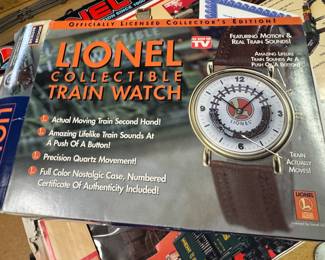 OFFICIALLY LICENSED COLLECTOR'S EDITION!
LIONEL
COLLECTIBLE
TRAIN WATCH
AS SEEN ON
TV
FEATURING MOTION &
REAL TRAIN SOUNDS!
AMAZING LIFELIKE
TRAIN SOUNDS AT A
PUSH OF A BUTTON!
Actual Moving Train Second Hand!
Amazing Lifelike Train Sounds At
A Push Of A Button!
Precision Quartz Movement!
Full Color Nostalgic Case, Numbered
Certificate Of Authenticity Included!
12
LIONEL
TRAIN
ACTUALLY
MOVES!
L
LIONEL